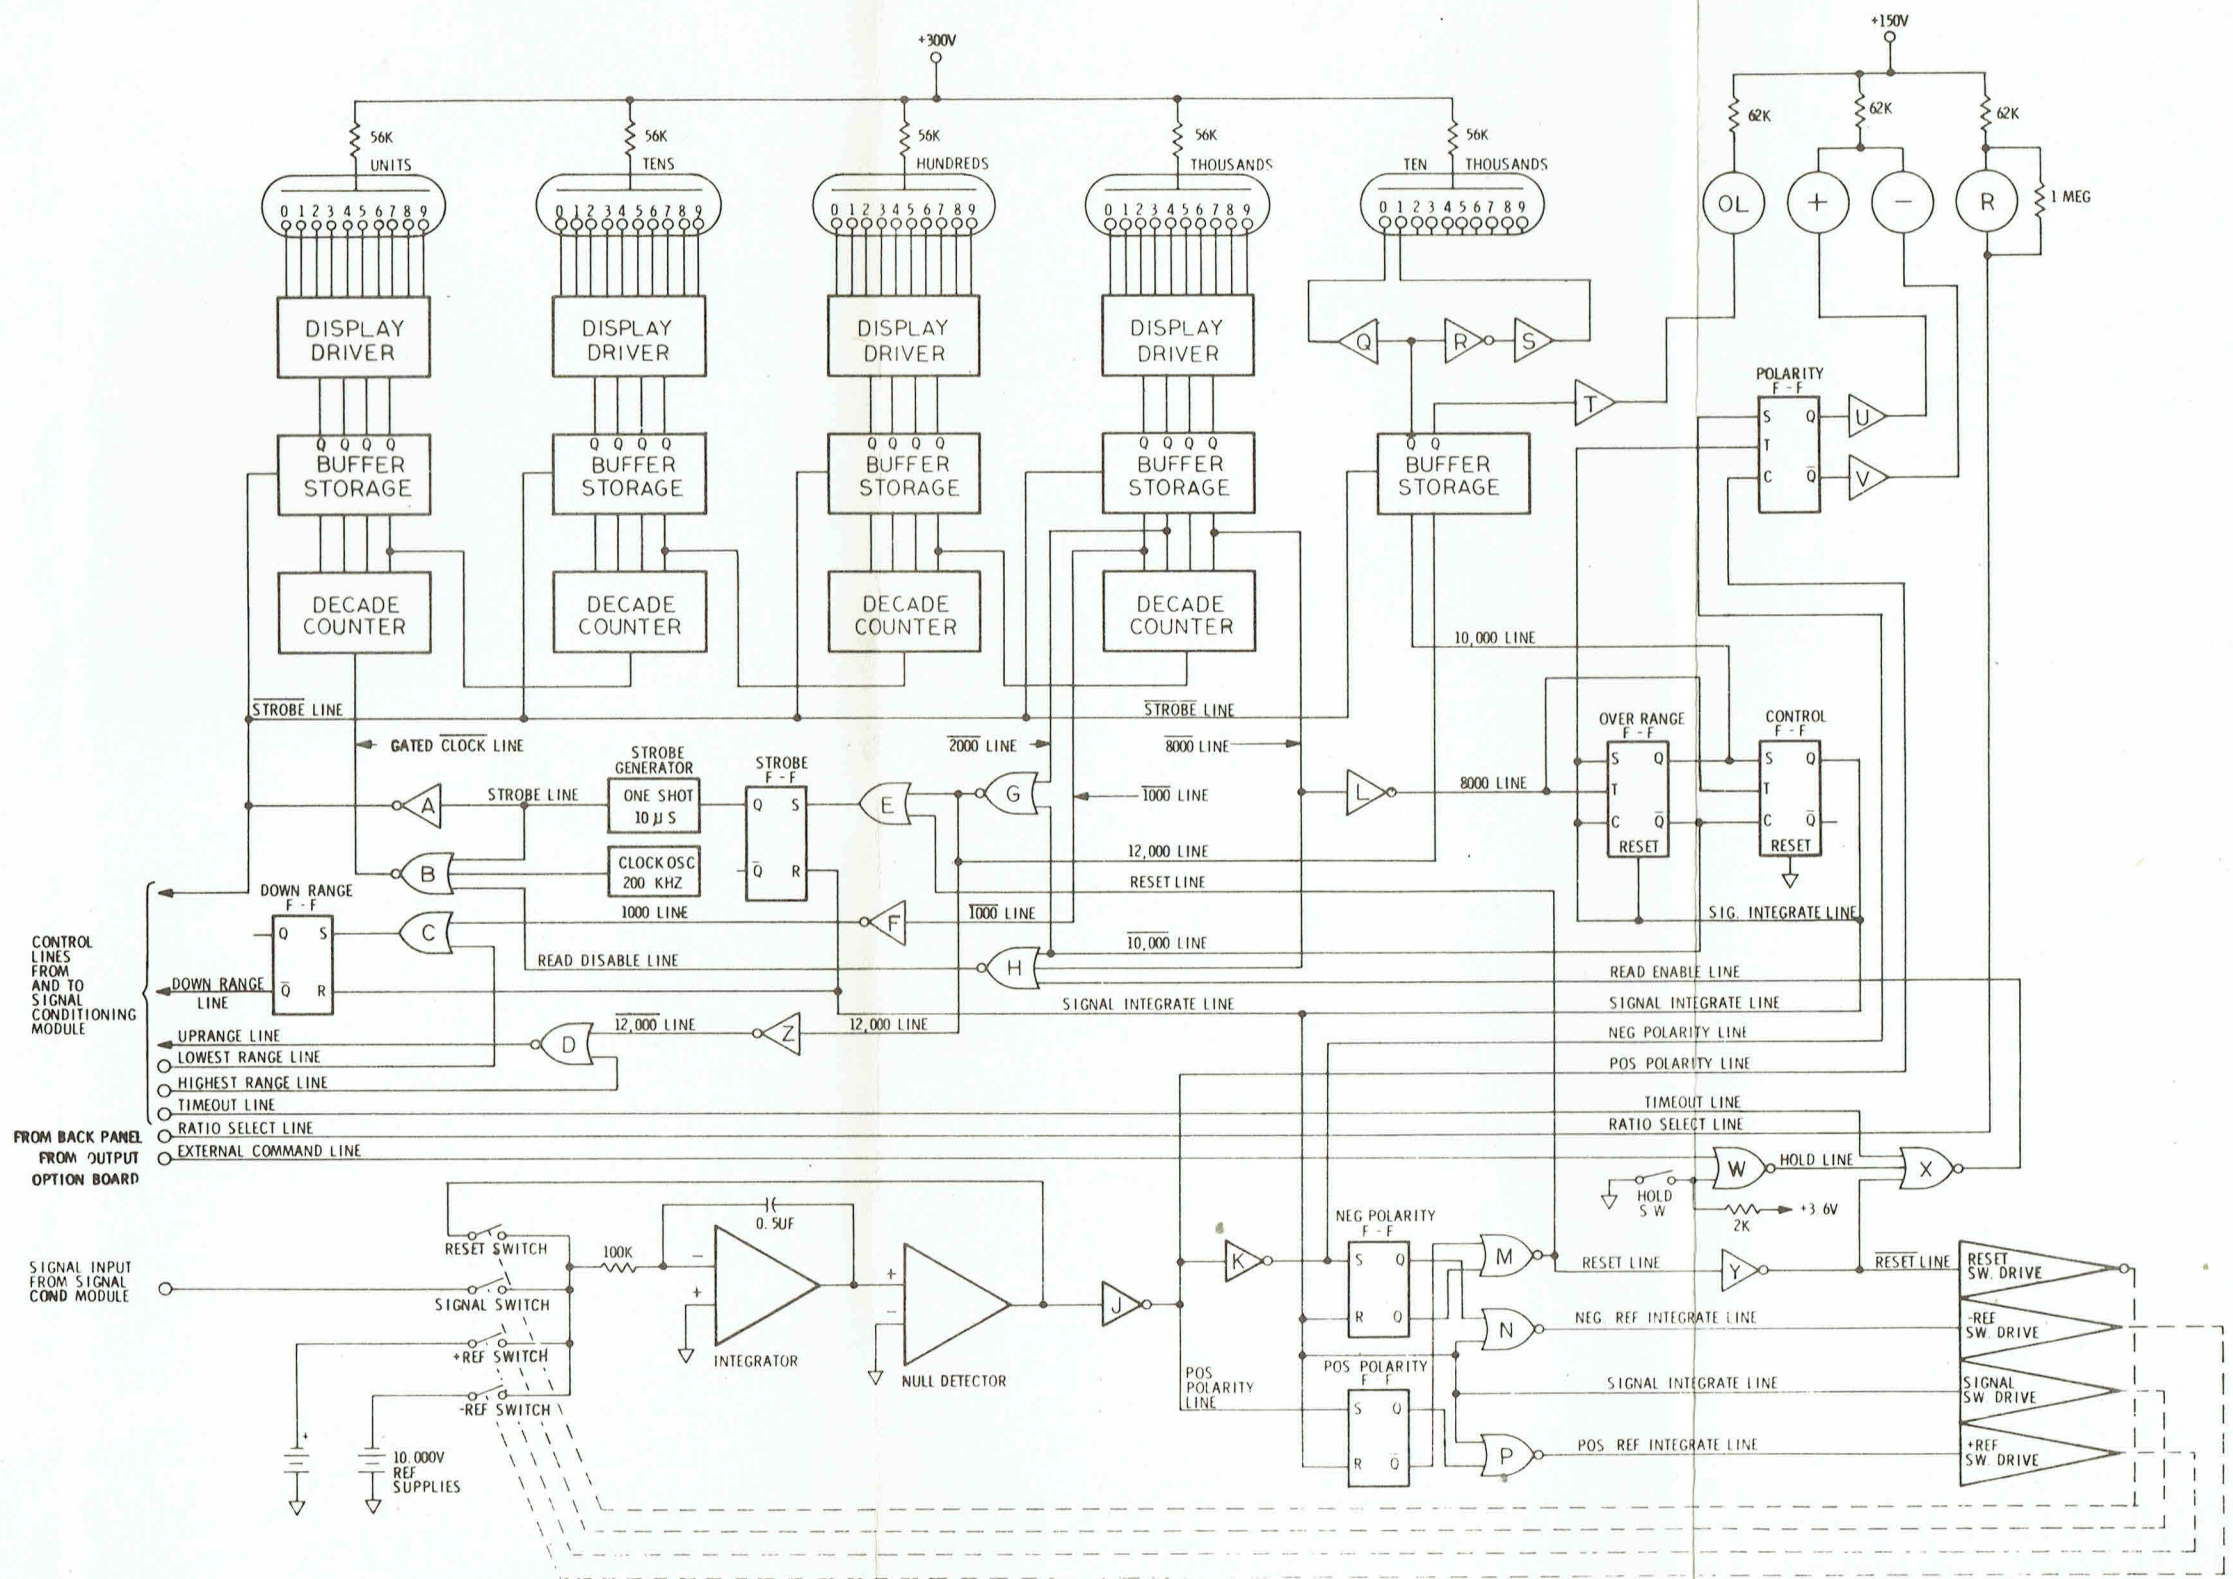 +300V
+150V
56K
UNITS
0 1 2 3 4 5 6 7 8 9
56K
TENS
0 1 2 3 4 5 6 7 8 9
56K
HUNDREDS
0 1 2 3 4 5 6 7 8 9
56K
THOUSANDS
0 1 2 3 4 5 6 7 8 9
56K
TEN THOUSANDS
0 1 2 3 4 5 6 7 8 9
62K
62K
62K
OL
+
−
R
1 MEG
DISPLAY
DRIVER
DISPLAY
DRIVER
DISPLAY
DRIVER
DISPLAY
DRIVER
Q
R
S
T
POLARITY
F-F
S Q
T
C Q̅
U
V
Q Q Q Q
BUFFER
STORAGE
Q Q Q Q
BUFFER
STORAGE
Q Q Q Q
BUFFER
STORAGE
Q Q Q Q
BUFFER
STORAGE
Q Q
BUFFER
STORAGE
DECADE
COUNTER
DECADE
COUNTER
DECADE
COUNTER
DECADE
COUNTER
10,000 LINE
STROBE LINE
STROBE LINE
GATED CLOCK LINE
2000 LINE
8000 LINE
OVER RANGE
F-F
S Q
T
C Q̅
RESET
CONTROL
F-F
S Q
T
C Q̅
RESET
STROBE
GENERATOR
ONE SHOT
10 µS
STROBE
F-F
Q S
Q̅ R
A
STROBE LINE
E
G
1000 LINE
L
8000 LINE
B
CLOCK OSC
200 KHZ
12,000 LINE
RESET LINE
DOWN RANGE
F-F
Q S
Q̅ R
C
1000 LINE
F
1000 LINE
SIG. INTEGRATE LINE
10,000 LINE
READ DISABLE LINE
H
READ ENABLE LINE
CONTROL
LINES
FROM
AND TO
SIGNAL
CONDITIONING
MODULE
DOWN RANGE
LINE
SIGNAL INTEGRATE LINE
SIGNAL INTEGRATE LINE
UPRANGE LINE
D
12,000 LINE
Z
12,000 LINE
NEG POLARITY LINE
LOWEST RANGE LINE
POS POLARITY LINE
HIGHEST RANGE LINE
TIMEOUT LINE
TIMEOUT LINE
FROM BACK PANEL
RATIO SELECT LINE
RATIO SELECT LINE
FROM OUTPUT
OPTION BOARD
EXTERNAL COMMAND LINE
W
HOLD LINE
X
HOLD
SW
2K
+3.6V
RESET SWITCH
100K
0.5UF
−
+
INTEGRATOR
+
−
NULL DETECTOR
J
K
NEG POLARITY
F-F
S Q
R Q
M
RESET LINE
Y
RESET LINE
RESET
SW. DRIVE
SIGNAL INPUT
FROM SIGNAL
COND MODULE
SIGNAL SWITCH
N
NEG REF INTEGRATE LINE
-REF
SW. DRIVE
+REF SWITCH
POS
POLARITY
LINE
POS POLARITY
F-F
S Q
R Q̅
SIGNAL INTEGRATE LINE
SIGNAL
SW DRIVE
-REF SWITCH
P
POS REF INTEGRATE LINE
+REF
SW. DRIVE
+
10.000V
REF
SUPPLIES